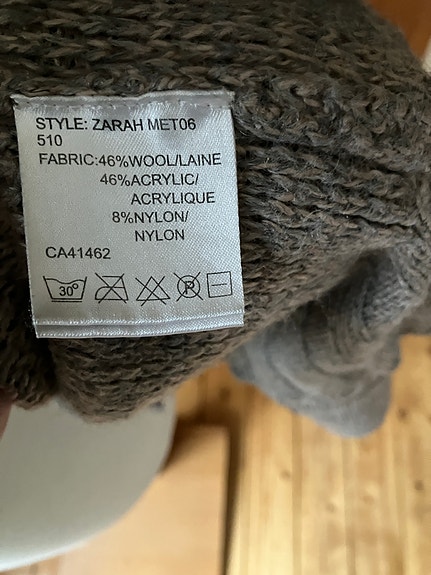 STYLE: ZARAH MET06
510
FABRIC:46%WOOL/LAINE
46%ACRYLIC/
ACRYLIQUE
8%NYLON/
NYLON
CA41462
30°
P